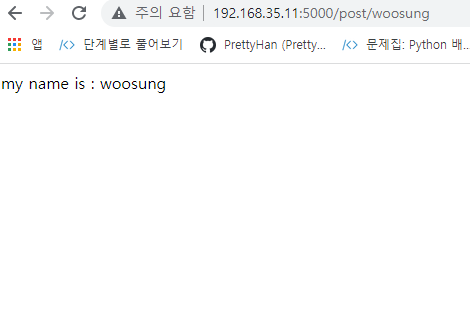 주의 요함 192.168.35.11:5000/post/woosung
앱 단계별로 풀어보기 PrettyHan (Pretty... 문제집: Python 배...
my name is : woosung